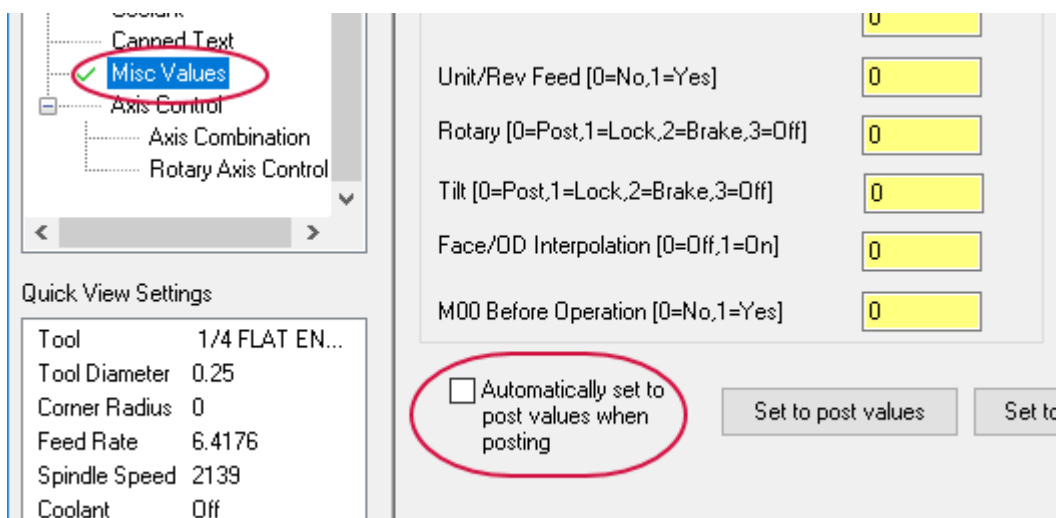 Coolant
Canned Text
Misc Values
Axis Control
Axis Combination
Rotary Axis Control
Quick View Settings
Tool 1/4 FLAT EN...
Tool Diameter 0.25
Corner Radius 0
Feed Rate 6.4176
Spindle Speed 2139
Coolant Off
0
Unit/Rev Feed [0=No,1=Yes] 0
Rotary [0=Post,1=Lock,2=Brake,3=Off] 0
Tilt [0=Post,1=Lock,2=Brake,3=Off] 0
Face/OD Interpolation [0=Off,1=On] 0
M00 Before Operation [0=No,1=Yes] 0
Automatically set to
post values when
posting
Set to post values
Set to